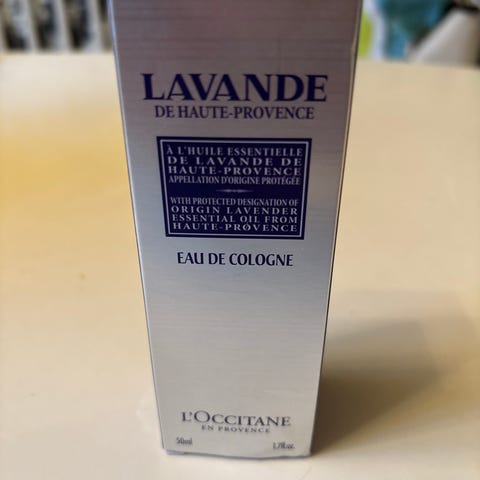 LAVANDE
DE HAUTE-PROVENCE
À L'HUILE ESSENTIELLE
DE LAVANDE DE
HAUTE-PROVENCE
APPELLATION D'ORIGINE PROTÉGÉE
WITH PROTECTED DESIGNATION OF
ORIGIN LAVENDER
ESSENTIAL OIL FROM
HAUTE-PROVENCE
EAU DE COLOGNE
L'OCCITANE
EN PROVENCE
50ml 1.7fl.oz.